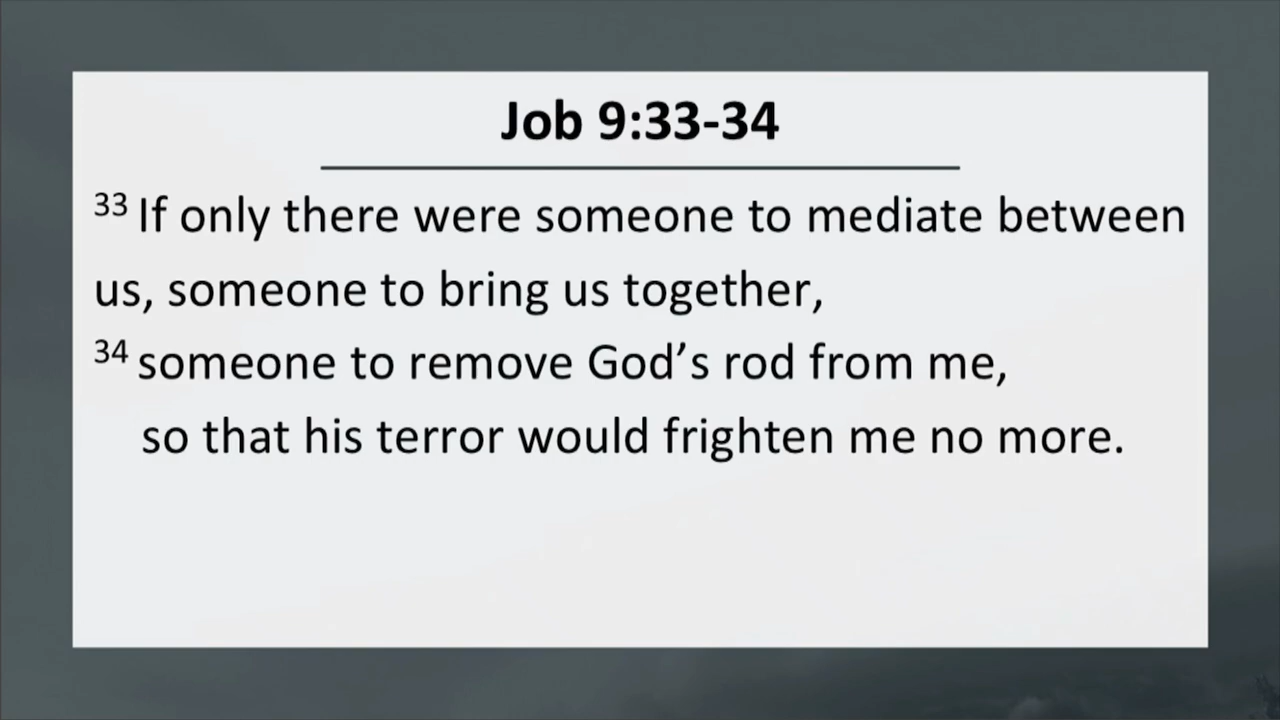 Job 9:33-34
33 If only there were someone to mediate between
us, someone to bring us together,
34 someone to remove God’s rod from me,
so that his terror would frighten me no more.